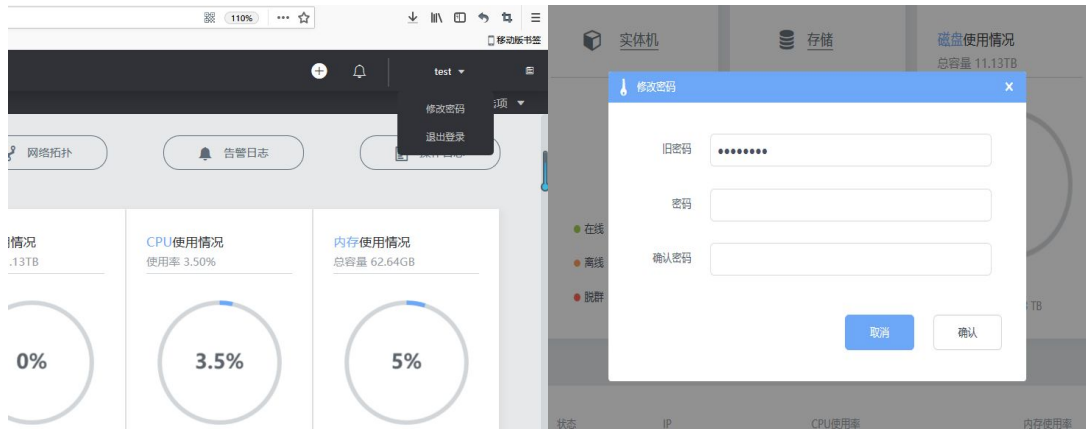 110%
移动版书签
test
项
修改密码
退出登录
网络拓扑
告警日志
情况
.13TB
CPU使用情况
使用率 3.50%
内存使用情况
总容量 62.64GB
0%
3.5%
5%
实体机
存储
磁盘使用情况
总容量 11.13TB
修改密码
x
旧密码
密码
确认密码
在线
离线
脱群
TB
取消
确认
状态
IP
CPU使用率
内存使用率